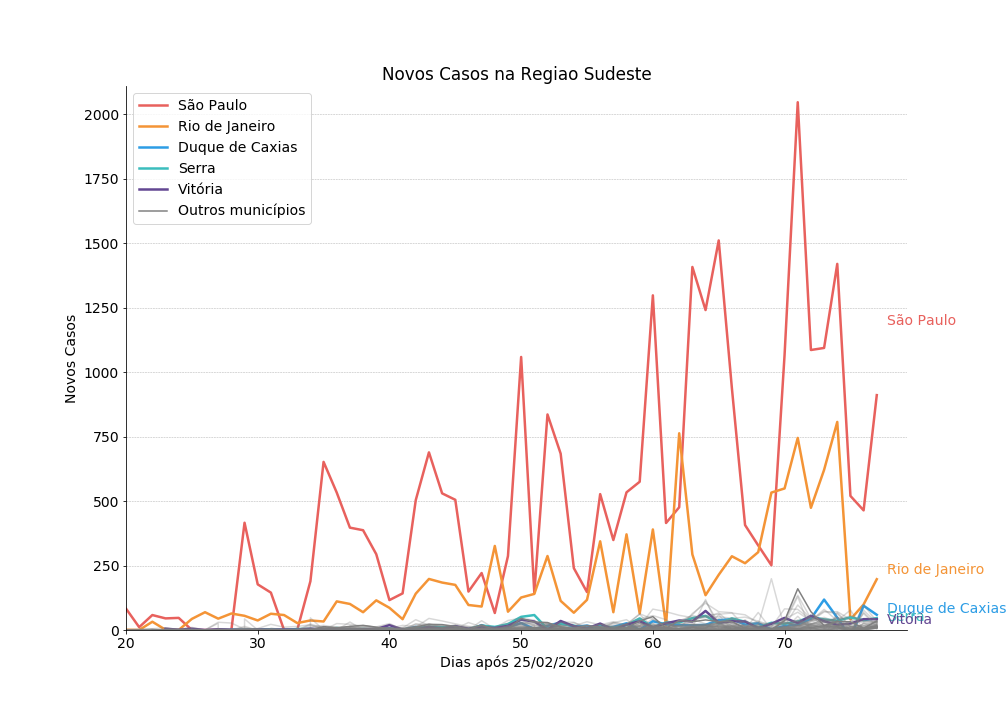 Novos Casos na Regiao Sudeste
São Paulo
Rio de Janeiro
Duque de Caxias
Serra
Vitória
Outros municípios
2000
1750
1500
1250
1000
750
500
250
0
Novos Casos
20
30
40
50
60
70
Dias após 25/02/2020
São Paulo
Rio de Janeiro
Duque de Caxias
Vitória